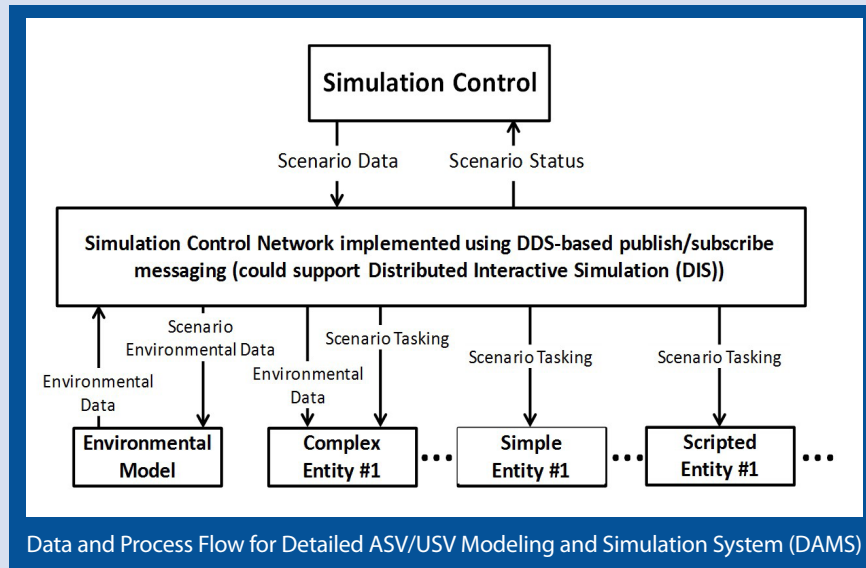 Simulation Control
Scenario Data
Scenario Status
Simulation Control Network implemented using DDS-based publish/subscribe
messaging (could support Distributed Interactive Simulation (DIS))
Environmental
Data
Scenario
Environmental Data
Environmental
Data
Scenario Tasking
Scenario Tasking
Scenario Tasking
Environmental
Model
Complex
Entity #1
•••
Simple
Entity #1
•••
Scripted
Entity #1
•••
Data and Process Flow for Detailed ASV/USV Modeling and Simulation System (DAMS)